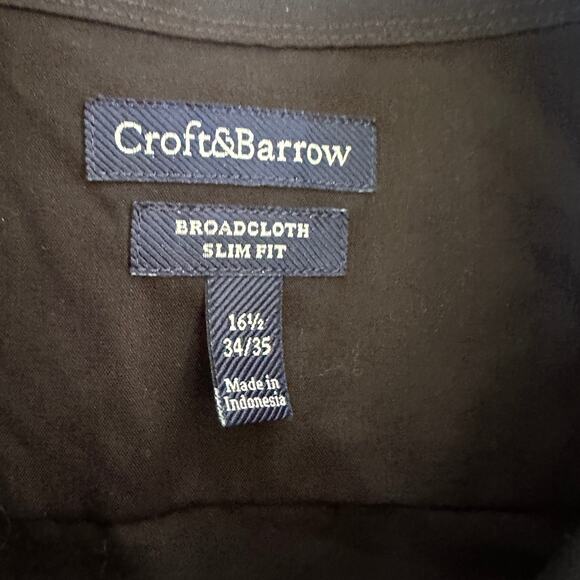 Croft&Barrow
BROADCLOTH
SLIM FIT
16½
34/35
Made in
Indonesia